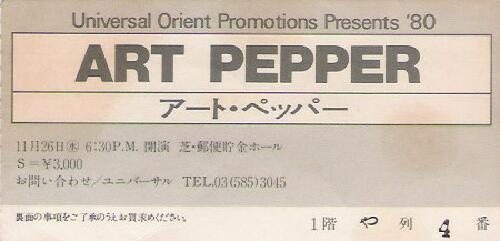 Universal Orient Promotions Presents '80
ART PEPPER
アート・ペッパー
11月26日㊌ 6:30P.M. 開演 芝・郵便貯金ホール
S=¥3,000
お問い合わせ/ユニバーサル TEL.03(585)3045
裏面の事項をご了承のうえお買求めください。
1階 や 列 4 番